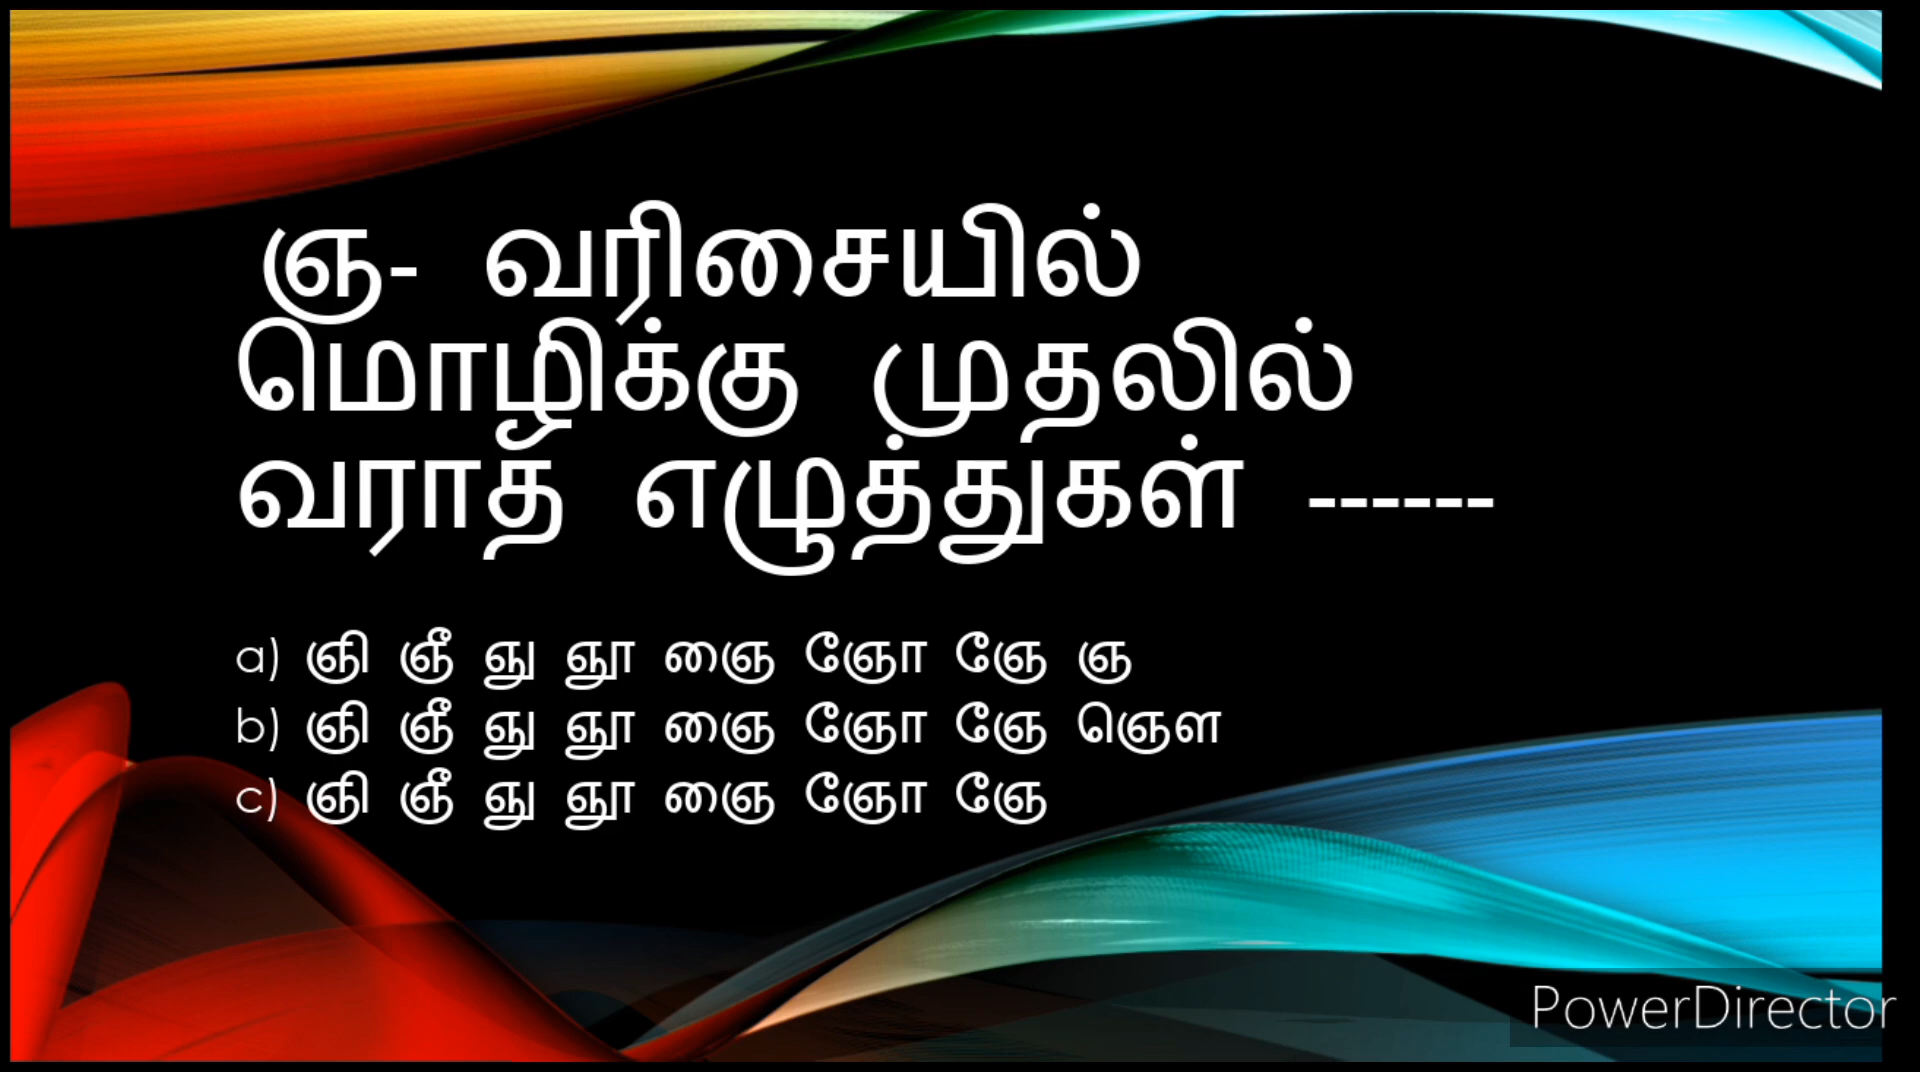 ஞ- வரிசையில்
மொழிக்கு முதலில்
வராத எழுத்துகள் ------
a) ஞி ஞீ ஞு ஞூ ஞை ஞோ ஞே ஞ
b) ஞி ஞீ ஞு ஞூ ஞை ஞோ ஞே ஞௌ
c) ஞி ஞீ ஞு ஞூ ஞை ஞோ ஞே
PowerDirector